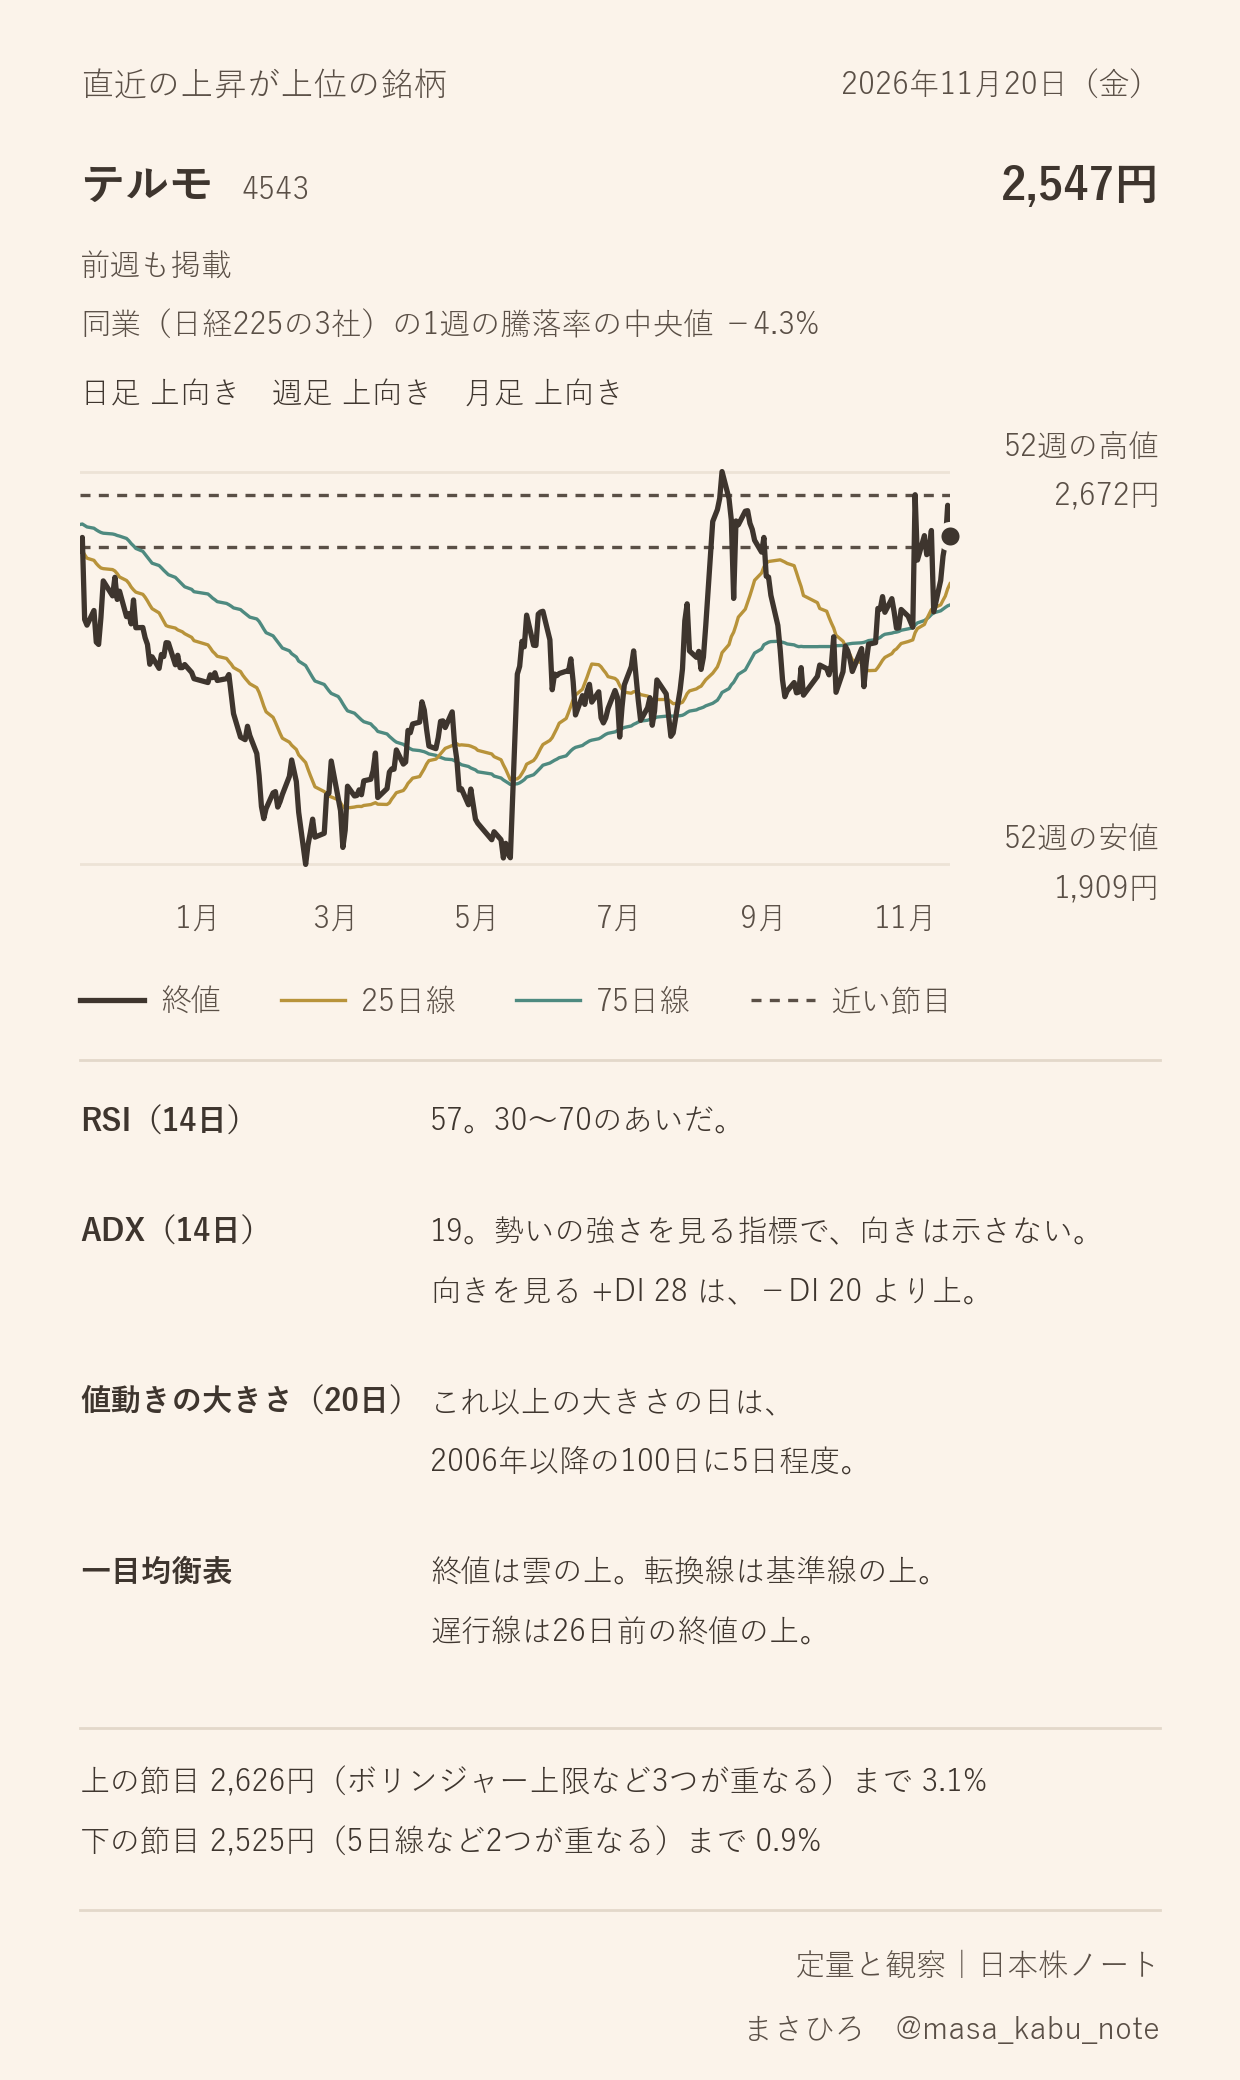 直近の上昇が上位の銘柄
2026年11月20日（金）
テルモ 4543
2,547円
前週も掲載
同業（日経225の3社）の1週の騰落率の中央値 －4.3%
日足 上向き　週足 上向き　月足 上向き
52週の高値
2,672円
52週の安値
1,909円
1月 3月 5月 7月 9月 11月
終値 25日線 75日線 近い節目
RSI（14日） 57。30〜70のあいだ。
ADX（14日） 19。勢いの強さを見る指標で、向きは示さない。
向きを見る +DI 28 は、－DI 20 より上。
値動きの大きさ（20日） これ以上の大きさの日は、
2006年以降の100日に5日程度。
一目均衡表 終値は雲の上。転換線は基準線の上。
遅行線は26日前の終値の上。
上の節目 2,626円（ボリンジャー上限など3つが重なる）まで 3.1%
下の節目 2,525円（5日線など2つが重なる）まで 0.9%
定量と観察｜日本株ノート
まさひろ　@masa_kabu_note